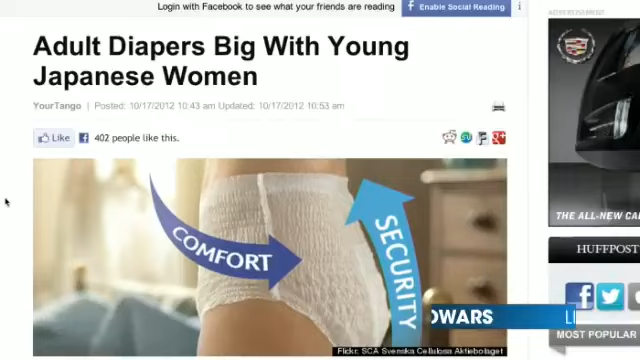 Login with Facebook to see what your friends are reading
Enable Social Reading
i
ADVERTISEMENT
Adult Diapers Big With Young
Japanese Women
YourTango | Posted: 10/17/2012 10:43 am Updated: 10/17/2012 10:53 am
Like
402 people like this.
COMFORT
SECURITY
THE ALL-NEW CA
HUFFPOST
OWARS
LI
MOST POPULAR
Flickr: SCA Svenska Cellulosa Aktiebolaget